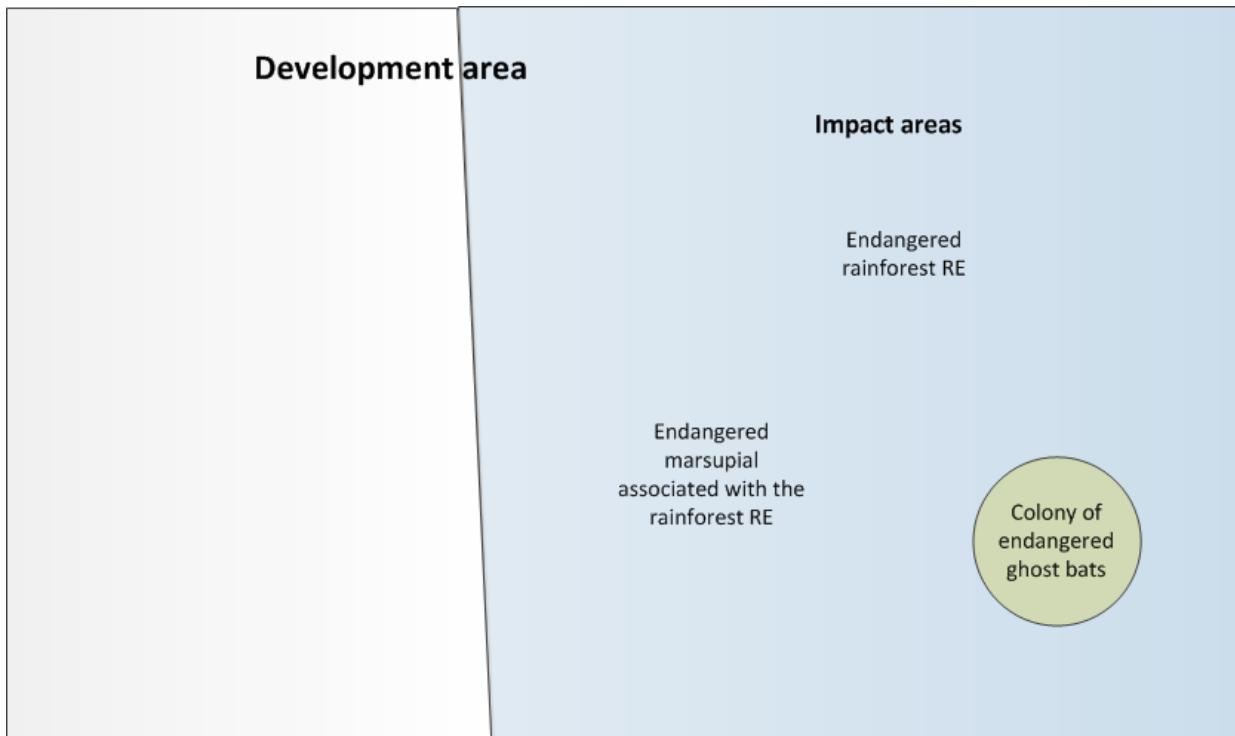 Development area
Impact areas
Endangered
rainforest RE
Endangered
marsupial
associated with the
rainforest RE
Colony of
endangered
ghost bats